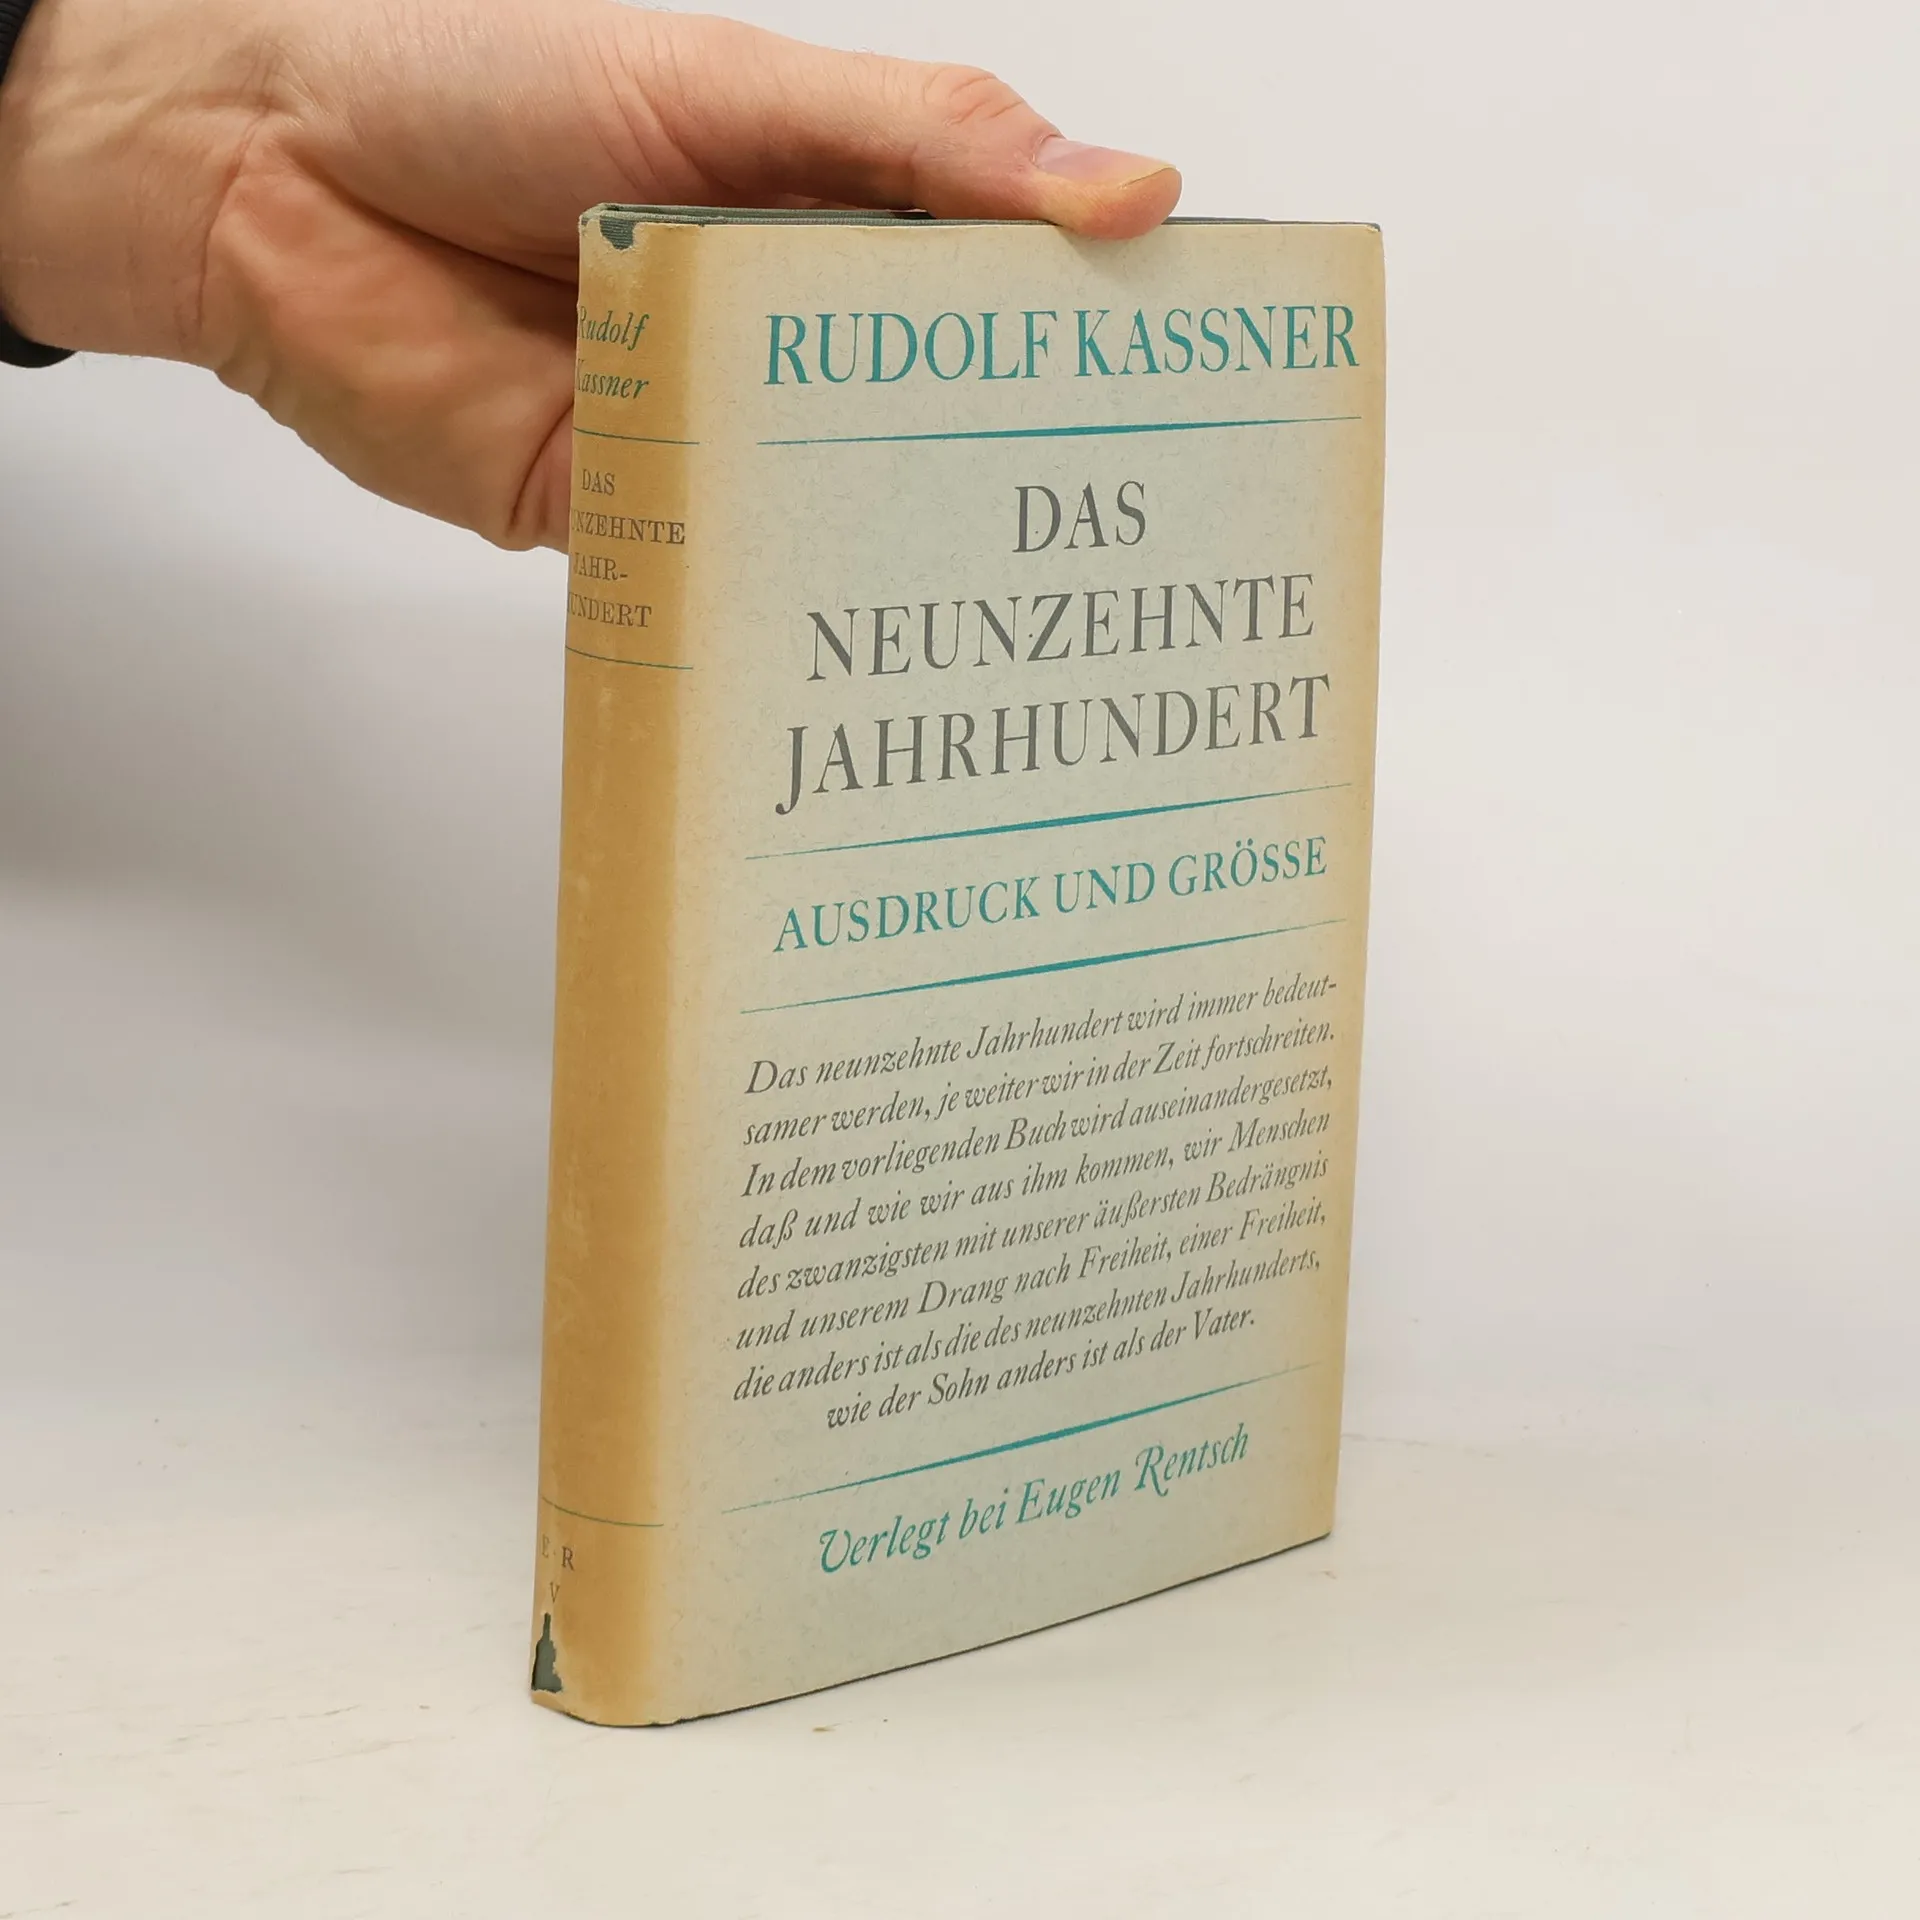 Rudolf
Kassner
DAS
NEUNZEHNTE
JAHR-
HUNDERT
E·R
V
RUDOLF KASSNER
DAS
NEUNZEHNTE
JAHRHUNDERT
AUSDRUCK UND GRÖSSE
Das neunzehnte Jahrhundert wird immer bedeut-
samer werden, je weiter wir in der Zeit fortschreiten.
In dem vorliegenden Buch wird auseinandergesetzt,
daß und wie wir aus ihm kommen, wir Menschen
des zwanzigsten mit unserer äußersten Bedrängnis
und unserem Drang nach Freiheit, einer Freiheit,
die anders ist als die des neunzehnten Jahrhunderts,
wie der Sohn anders ist als der Vater.
Verlegt bei Eugen Rentsch